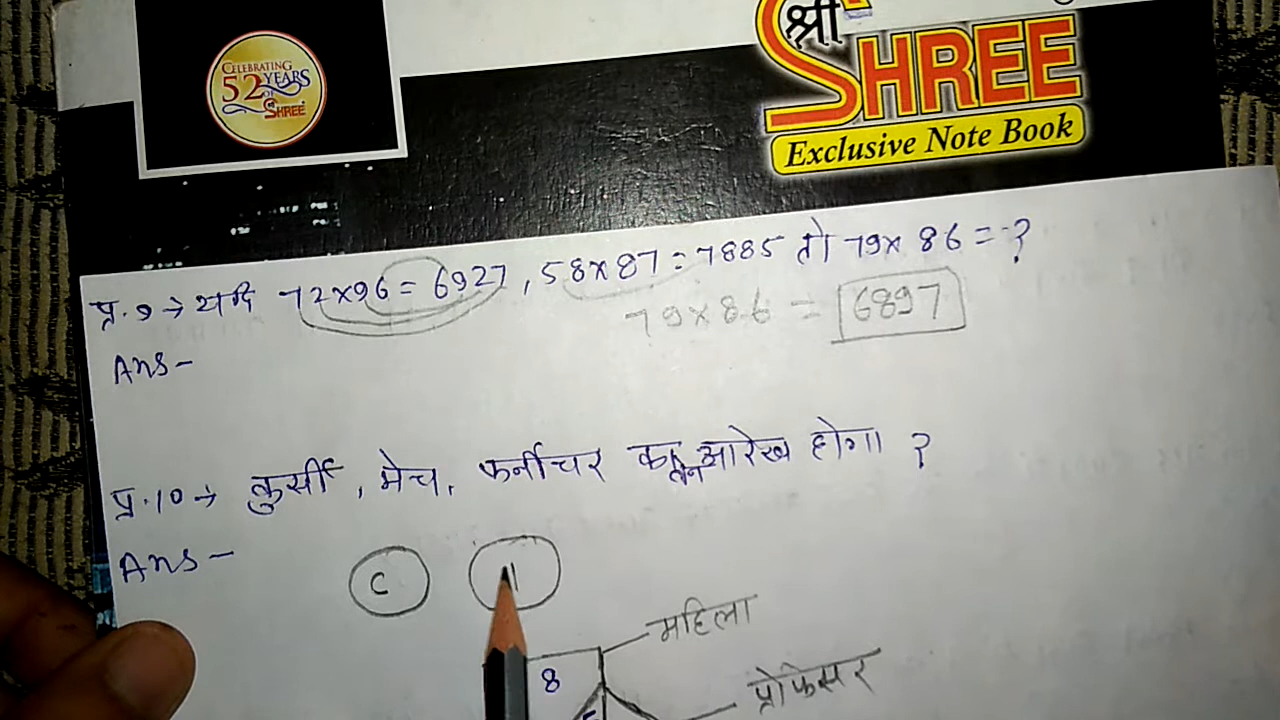 CELEBRATING
52 YEARS
OF
SHREE
श्री
SHREE
Exclusive Note Book
प्र.9→ यदि 72×96=6927, 58×87=7885 तो 79×86=?
79×86 = 6897
Ans-
प्र.10→ कुर्सी, मेच, फर्नीचर का वेन आरेख होगा ?
Ans-
C
महिला
8
प्रोफेसर